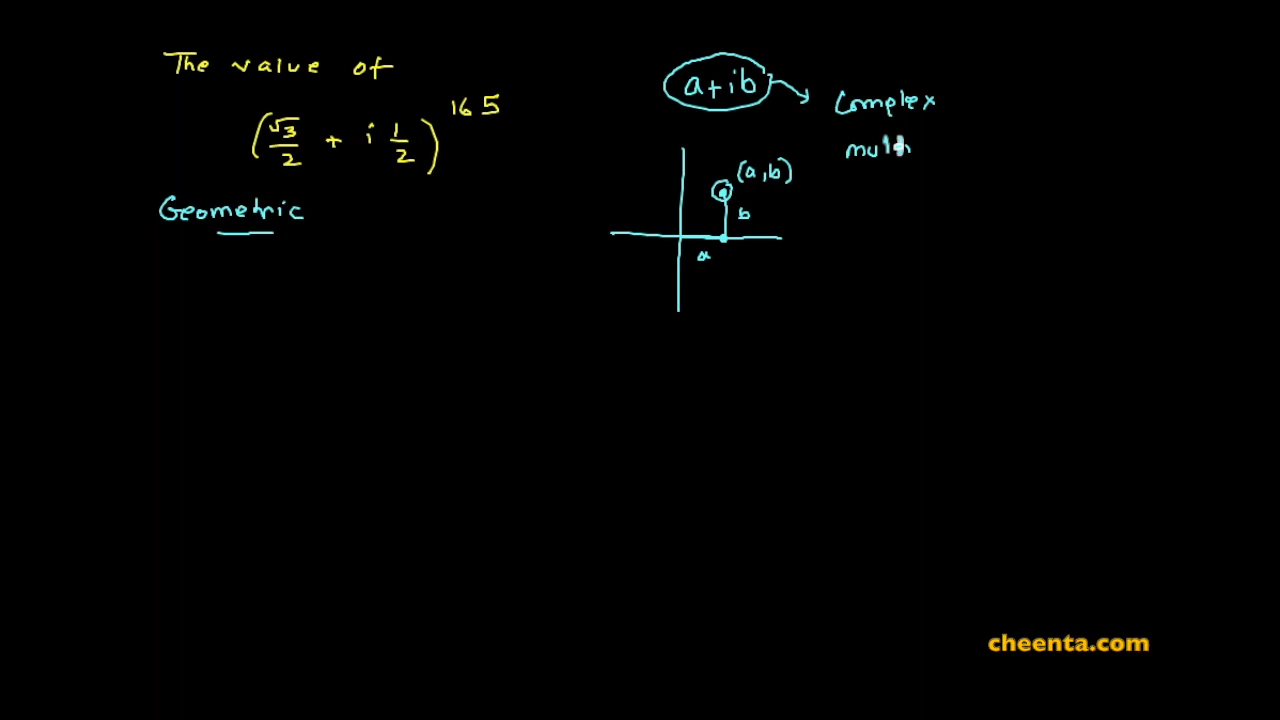 The value of
(√3/2 + i 1/2)^165
Geometric
a+ib
Complex
(a,b)
b
a
cheenta.com